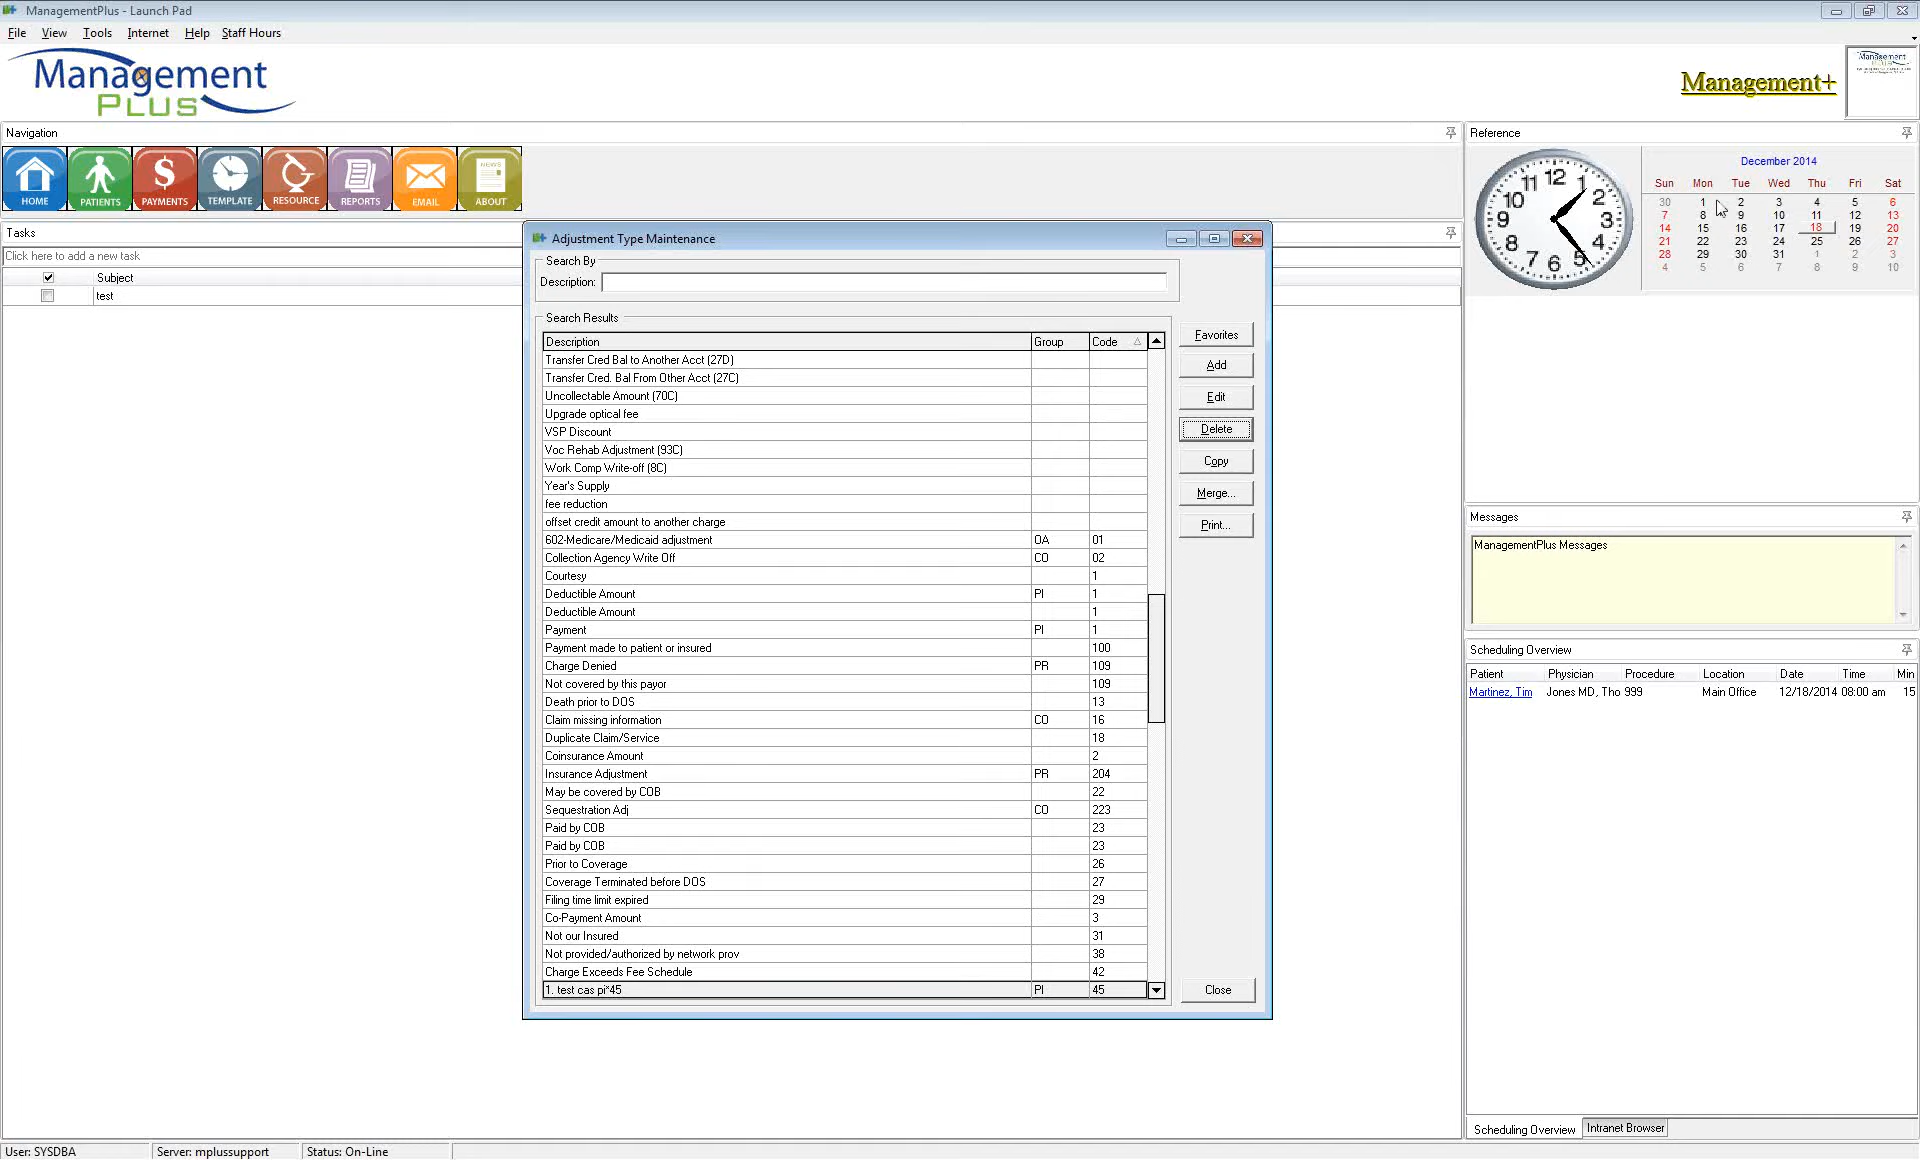 ManagementPlus - Launch Pad
File View Tools Internet Help Staff Hours
Management
PLUS
Management+
Navigation
HOME PATIENTS PAYMENTS TEMPLATE RESOURCE REPORTS EMAIL ABOUT
NEWS
Tasks
Click here to add a new task
Subject
test
Adjustment Type Maintenance
Search By
Description:
Search Results
Description Group Code
Transfer Cred Bal to Another Acct (27D)
Transfer Cred. Bal From Other Acct (27C)
Uncollectable Amount (70C)
Upgrade optical fee
VSP Discount
Voc Rehab Adjustment (93C)
Work Comp Write-off (8C)
Year's Supply
fee reduction
offset credit amount to another charge
602-Medicare/Medicaid adjustment OA 01
Collection Agency Write Off CO 02
Courtesy 1
Deductible Amount PI 1
Deductible Amount 1
Payment PI 1
Payment made to patient or insured 100
Charge Denied PR 109
Not covered by this payor 109
Death prior to DOS 13
Claim missing information CO 16
Duplicate Claim/Service 18
Coinsurance Amount 2
Insurance Adjustment PR 204
May be covered by COB 22
Sequestration Adj CO 223
Paid by COB 23
Paid by COB 23
Prior to Coverage 26
Coverage Terminated before DOS 27
Filing time limit expired 29
Co-Payment Amount 3
Not our Insured 31
Not provided/authorized by network prov 38
Charge Exceeds Fee Schedule 42
1. test cas pi*45 PI 45
Favorites
Add
Edit
Delete
Copy
Merge...
Print...
Close
Reference
12 1 2 3 4 5 6 7 8 9 10 11
December 2014
Sun Mon Tue Wed Thu Fri Sat
30 1 2 3 4 5 6
7 8 9 10 11 12 13
14 15 16 17 18 19 20
21 22 23 24 25 26 27
28 29 30 31 1 2 3
4 5 6 7 8 9 10
Messages
ManagementPlus Messages
Scheduling Overview
Patient Physician Procedure Location Date Time Min
Martinez, Tim Jones MD, Tho 999 Main Office 12/18/2014 08:00 am 15
Scheduling Overview Intranet Browser
User: SYSDBA Server: mplussupport Status: On-Line